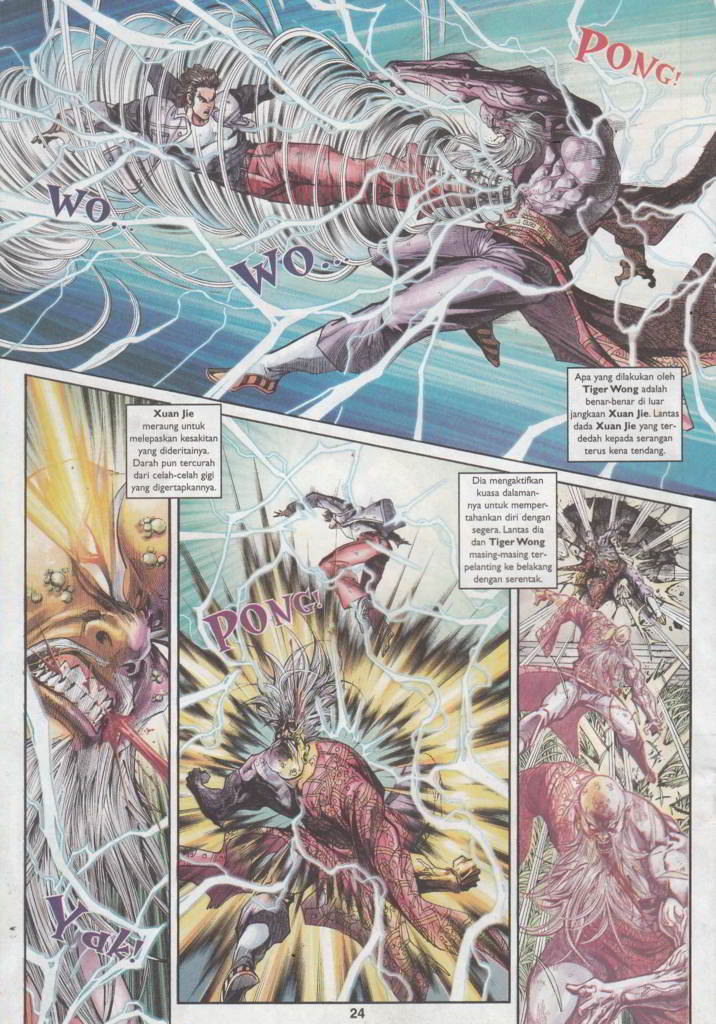 PONG!
WO...
WO...
Apa yang dilakukan oleh
Tiger Wong adalah
benar-benar di luar
jangkaan Xuan Jie. Lantas
dada Xuan Jie yang ter-
dedah kepada serangan
terus kena tendang.
Xuan Jie
meraung untuk
melepaskan kesakitan
yang dideritainya.
Darah pun tercurah
dari celah-celah gigi
yang digertapkannya.
Yak!
Dia mengaktifkan
kuasa dalaman-
nya untuk memper-
tahankan diri dengan
segera. Lantas dia
dan Tiger Wong
masing-masing ter-
pelanting ke belakang
dengan serentak.
PONG!
24